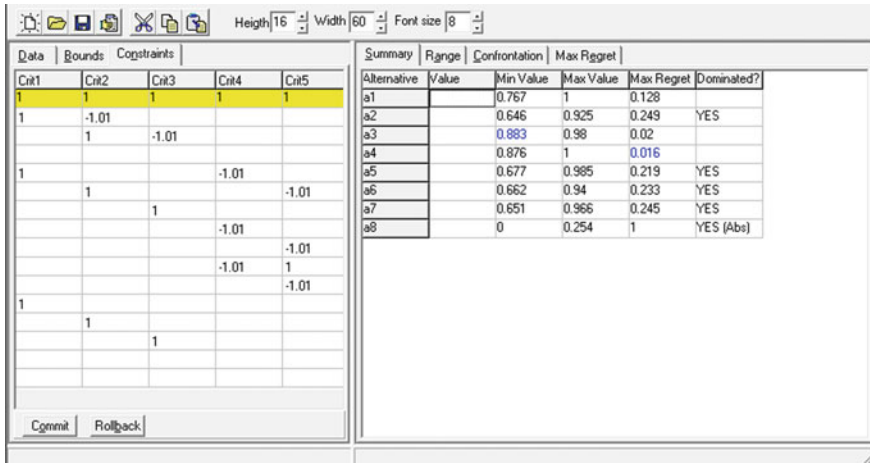 Heigth 16 Width 60 Font size 8
Data Bounds Constraints
Crit1 Crit2 Crit3 Crit4 Crit5
1 1 1 1 1
1 -1.01
1 -1.01
1 -1.01
1 -1.01
1
-1.01
-1.01
-1.01 1
-1.01
1
1
1
Commit Rollback
Summary Range Confrontation Max Regret
Alternative Value Min Value Max Value Max Regret Dominated?
a1 0.767 1 0.128
a2 0.646 0.925 0.249 YES
a3 0.883 0.98 0.02
a4 0.876 1 0.016
a5 0.677 0.985 0.219 YES
a6 0.662 0.94 0.233 YES
a7 0.651 0.966 0.245 YES
a8 0 0.254 1 YES (Abs)